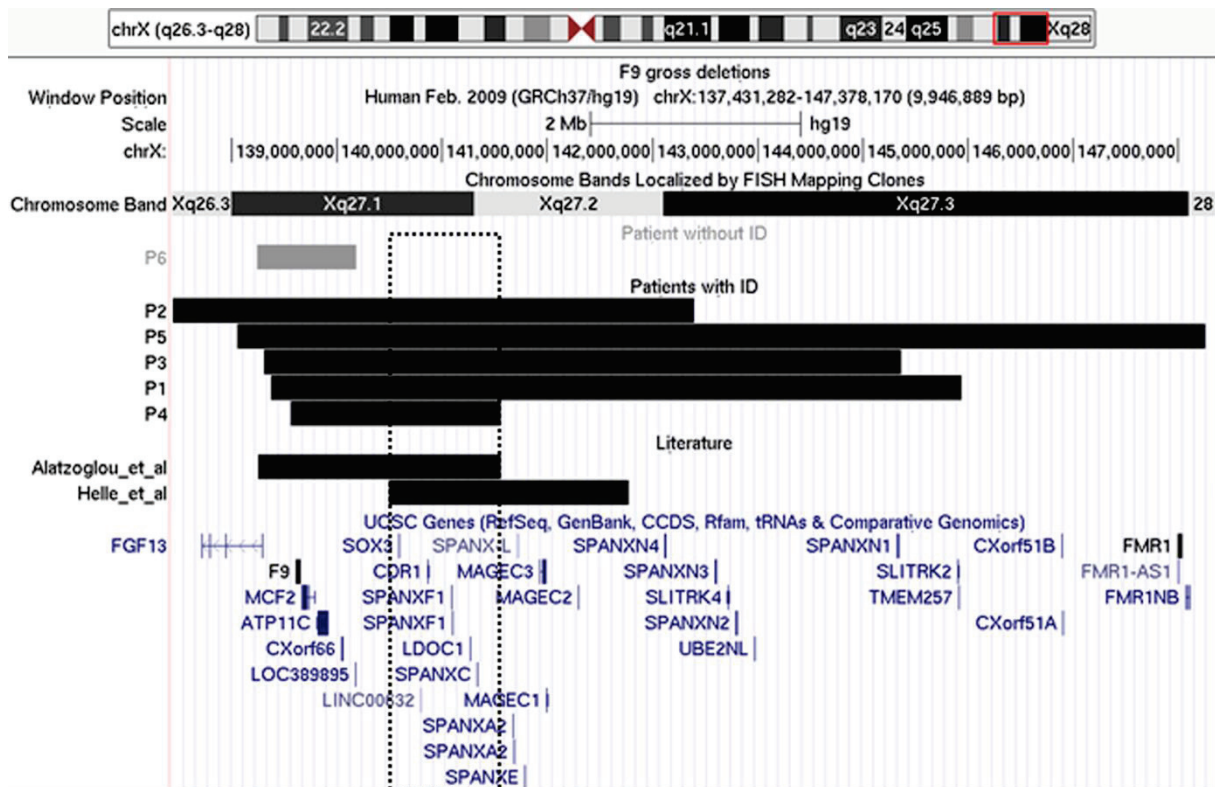 chrX (q26.3-q28) 22.2 q21.1 q23 24 q25 Xq28
F9 gross deletions
Window Position Human Feb. 2009 (GRCh37/hg19) chrX:137,431,282-147,378,170 (9,946,889 bp)
Scale 2 Mb hg19
chrX: 139,000,000 140,000,000 141,000,000 142,000,000 143,000,000 144,000,000 145,000,000 146,000,000 147,000,000
Chromosome Bands Localized by FISH Mapping Clones
Chromosome Band Xq26.3 Xq27.1 Xq27.2 Xq27.3 28
Patient without ID
P6
Patients with ID
P2
P5
P3
P1
P4
Literature
Alatzoglou_et_al
Helle_et_al
UCSC Genes (RefSeq, GenBank, CCDS, Rfam, tRNAs & Comparative Genomics)
FGF13 SOX3 SPANX-L SPANXN4 SPANXN1 CXorf51B FMR1
F9 CDR1 MAGEC3 SPANXN3 SLITRK2 FMR1-AS1
MCF2 SPANXF1 MAGEC2 SLITRK4 TMEM257 FMR1NB
ATP11C SPANXF1 SPANXN2 CXorf51A
CXorf66 LDOC1 UBE2NL
LOC389895 SPANXC
LINC00632 MAGEC1
SPANXA2
SPANXA2
SPANXE